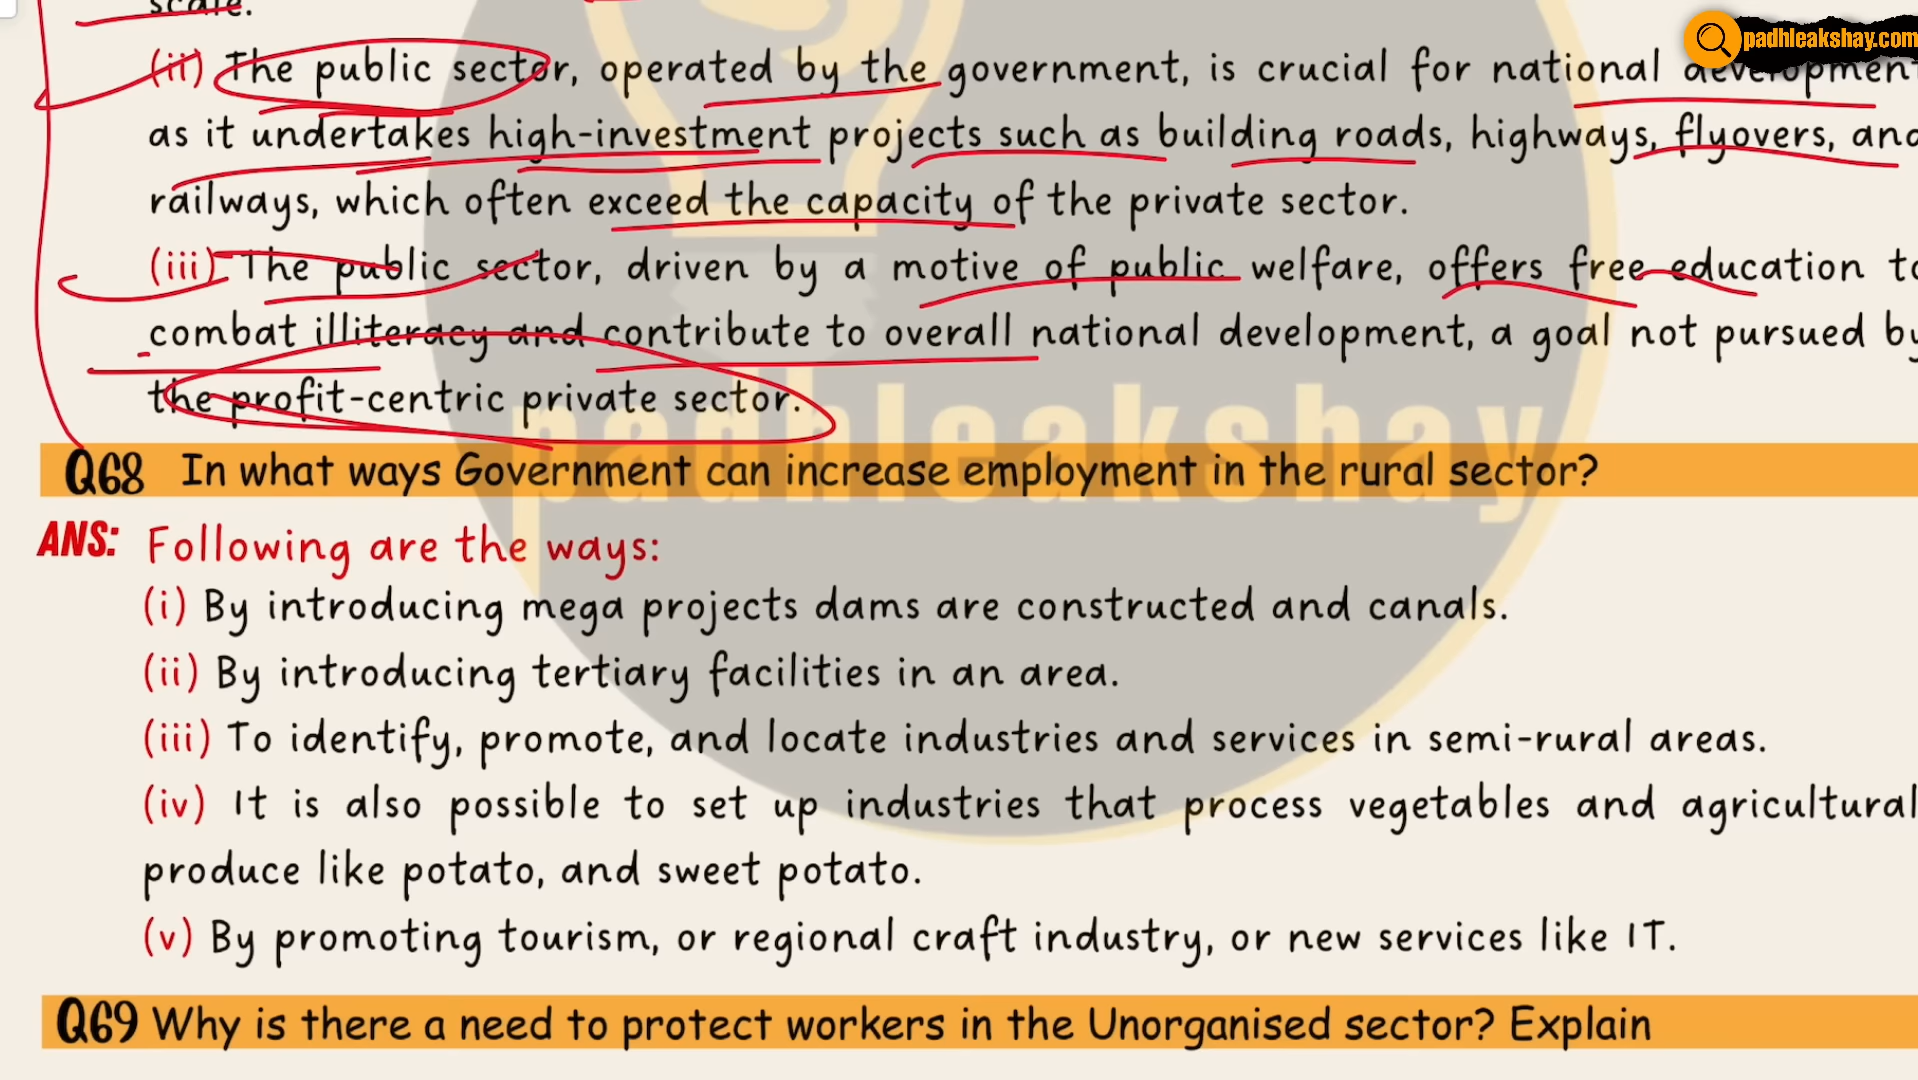 scale.
padhleakshay.com
(ii) The public sector, operated by the government, is crucial for national development
as it undertakes high-investment projects such as building roads, highways, flyovers, and
railways, which often exceed the capacity of the private sector.
(iii) The public sector, driven by a motive of public welfare, offers free education to
combat illiteracy and contribute to overall national development, a goal not pursued by
the profit-centric private sector.
padhleakshay
Q68 In what ways Government can increase employment in the rural sector?
ANS: Following are the ways:
(i) By introducing mega projects dams are constructed and canals.
(ii) By introducing tertiary facilities in an area.
(iii) To identify, promote, and locate industries and services in semi-rural areas.
(iv) It is also possible to set up industries that process vegetables and agricultural
produce like potato, and sweet potato.
(v) By promoting tourism, or regional craft industry, or new services like IT.
Q69 Why is there a need to protect workers in the Unorganised sector? Explain